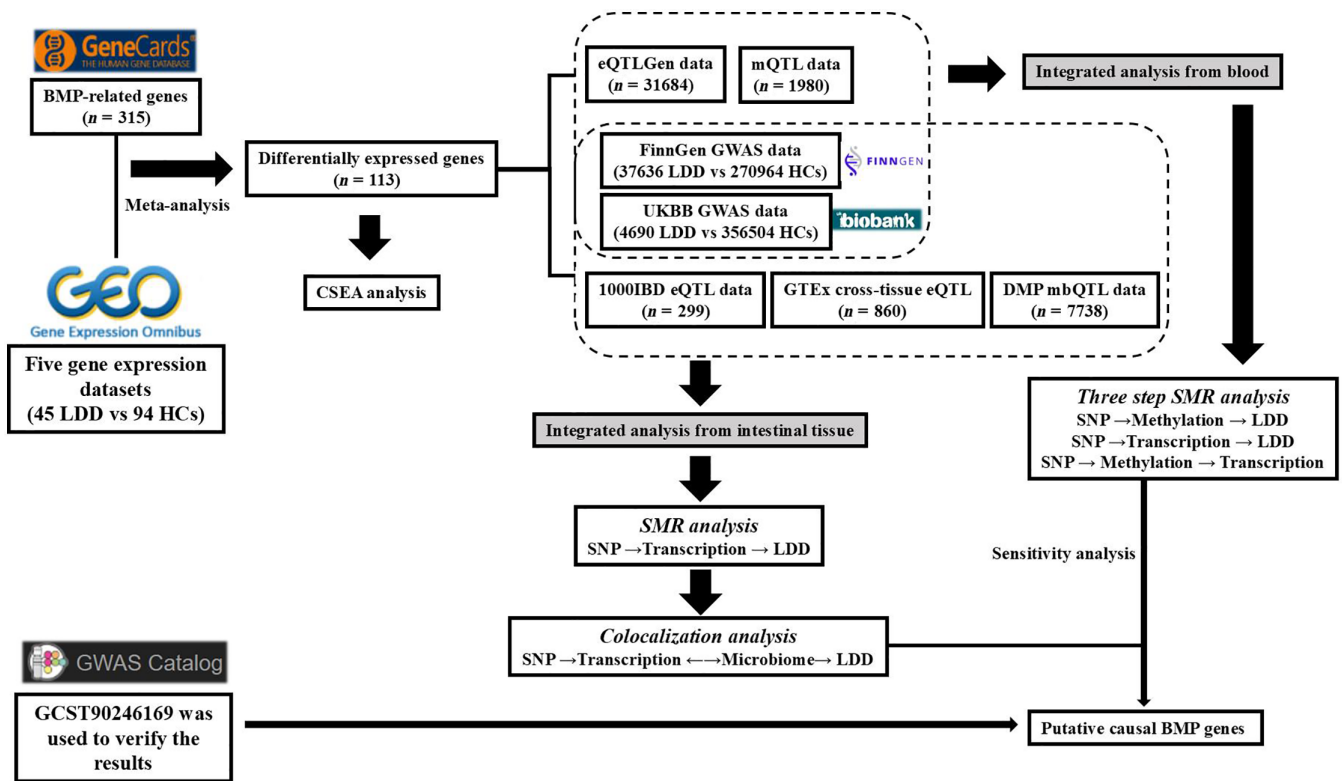 GeneCards®
THE HUMAN GENE DATABASE
BMP-related genes
(n = 315)
Meta-analysis
GEO
Gene Expression Omnibus
Five gene expression
datasets
(45 LDD vs 94 HCs)
Differentially expressed genes
(n = 113)
CSEA analysis
eQTLGen data
(n = 31684)
mQTL data
(n = 1980)
FinnGen GWAS data
(37636 LDD vs 270964 HCs)
FINNGEN
UKBB GWAS data
(4690 LDD vs 356504 HCs)
biobank
1000IBD eQTL data
(n = 299)
GTEx cross-tissue eQTL
(n = 860)
DMP mbQTL data
(n = 7738)
Integrated analysis from blood
Three step SMR analysis
SNP →Methylation → LDD
SNP →Transcription → LDD
SNP → Methylation → Transcription
Integrated analysis from intestinal tissue
SMR analysis
SNP →Transcription → LDD
Colocalization analysis
SNP →Transcription ←→Microbiome→ LDD
Sensitivity analysis
GWAS Catalog
GCST90246169 was
used to verify the
results
Putative causal BMP genes